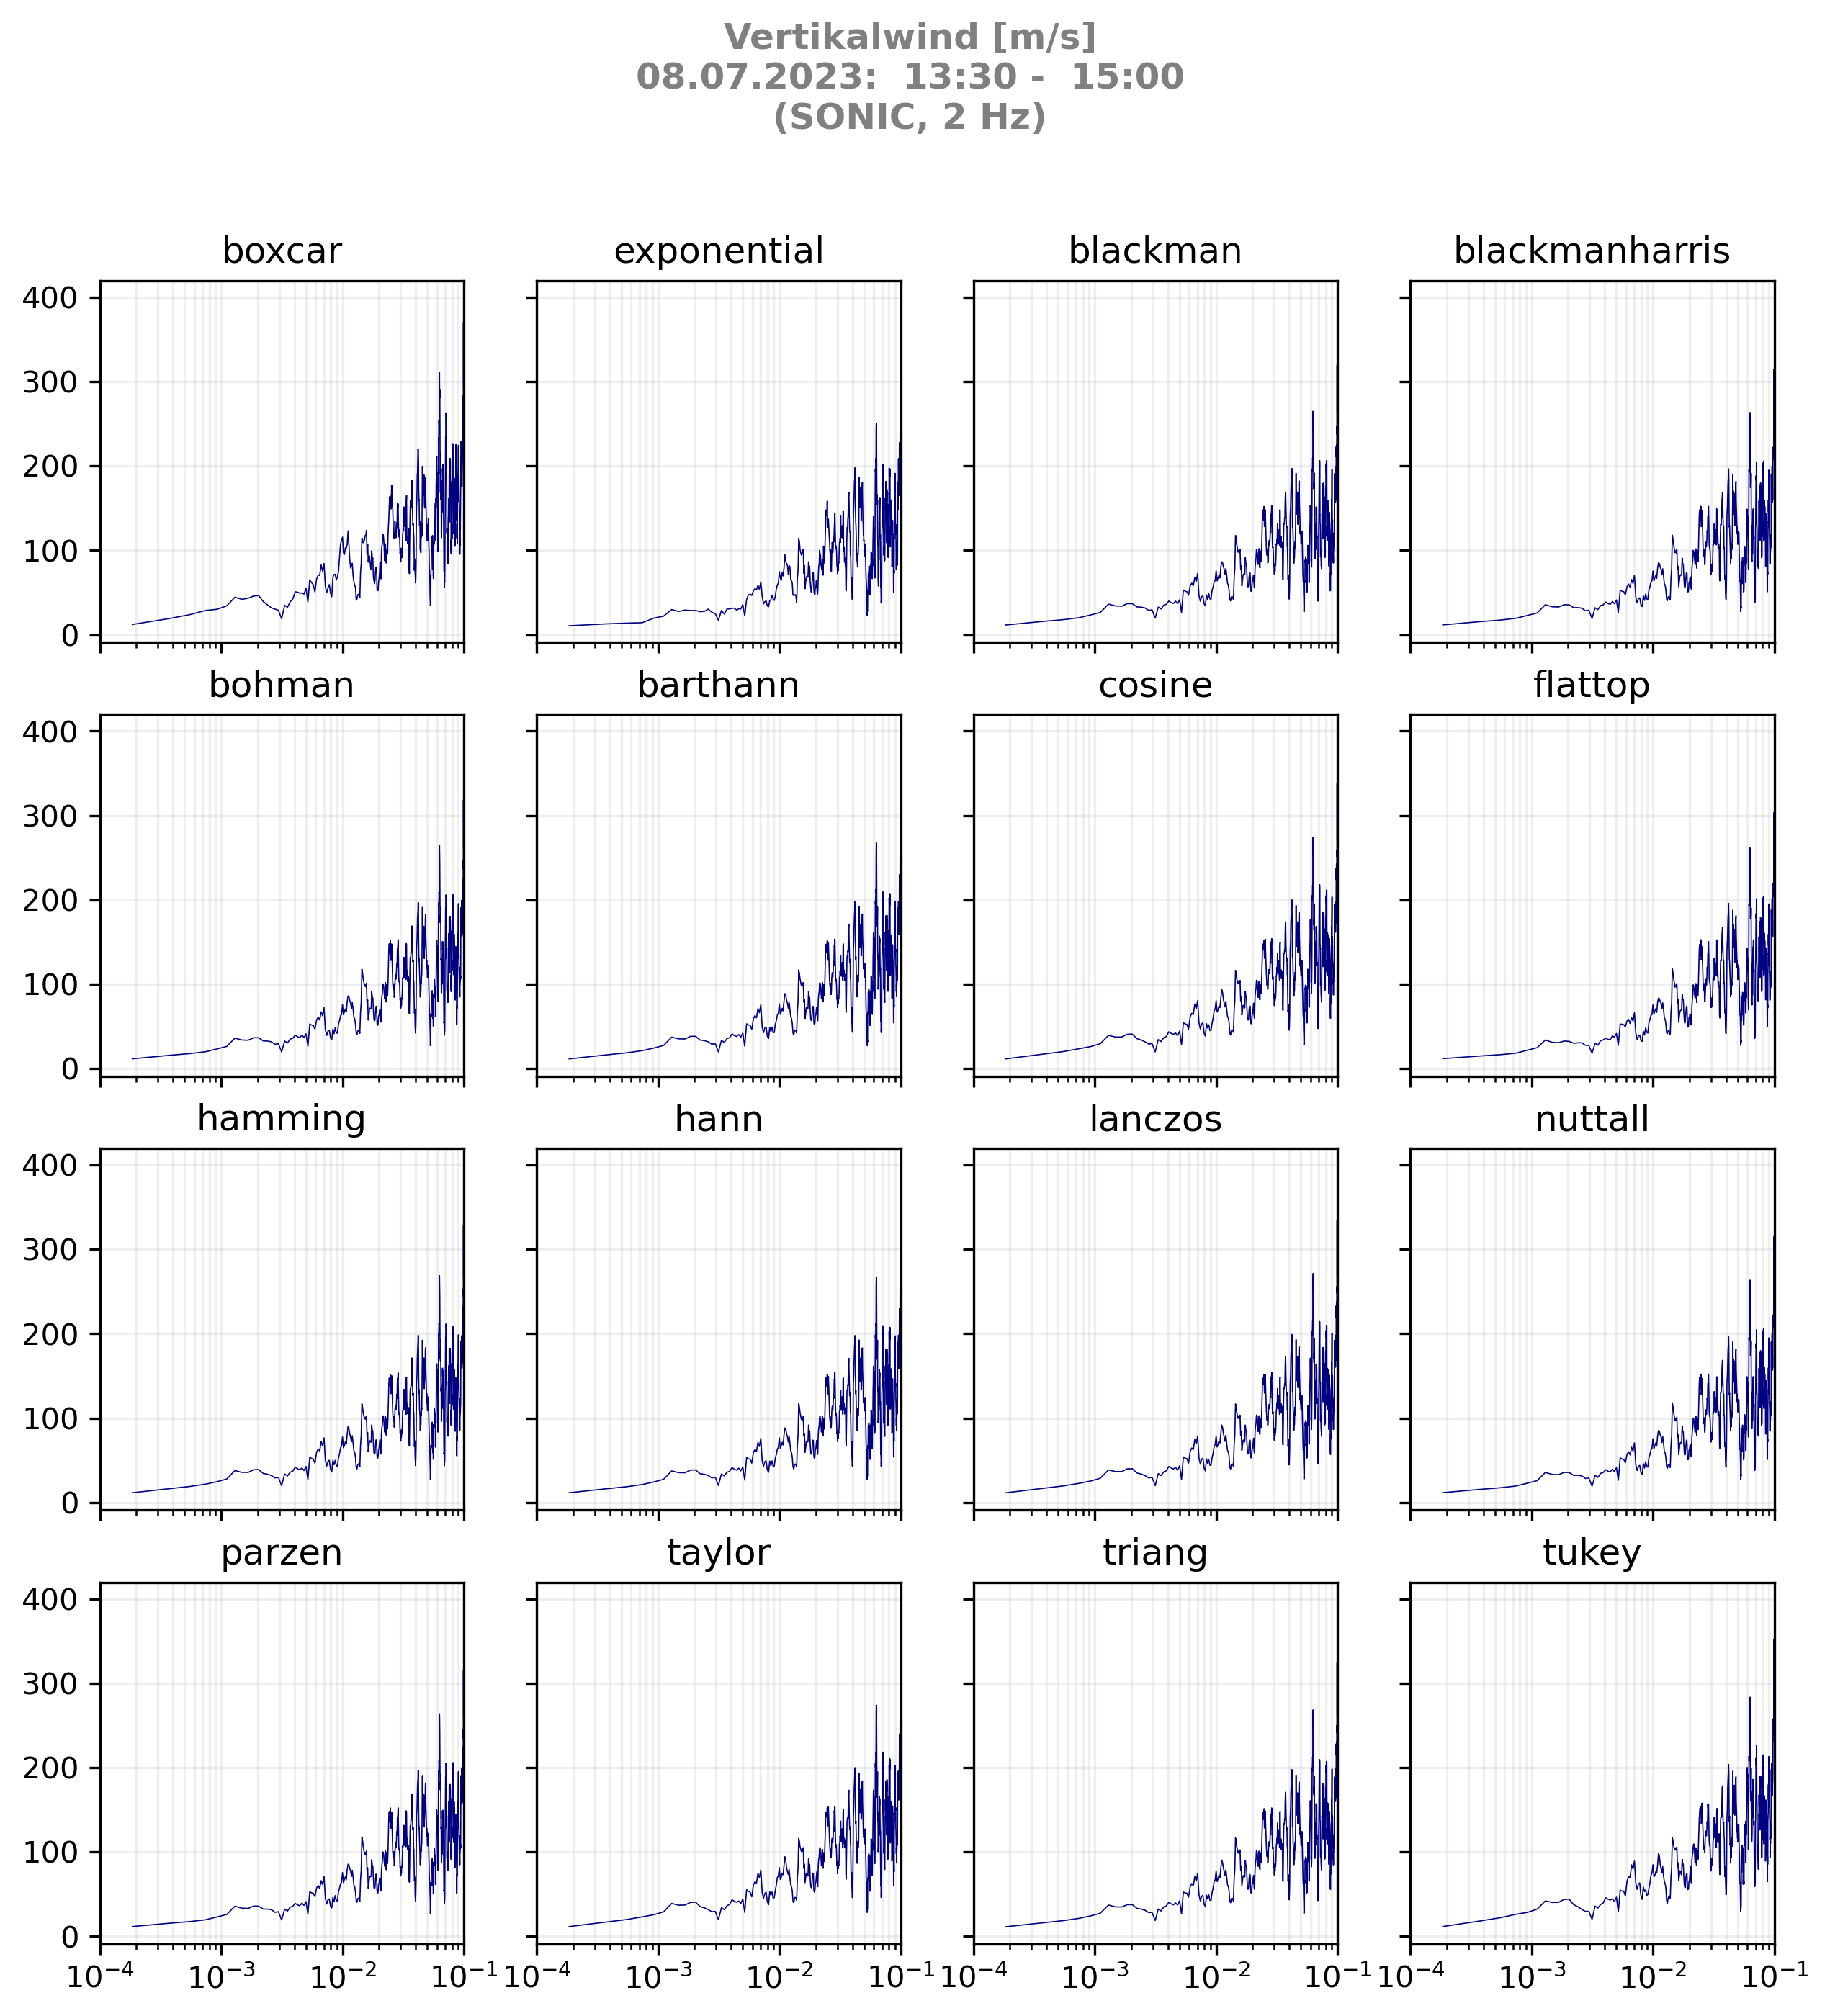 Vertikalwind [m/s]
08.07.2023:  13:30 -  15:00
(SONIC, 2 Hz)
boxcar exponential blackman blackmanharris
400
300
200
100
0
bohman barthann cosine flattop
400
300
200
100
0
hamming hann lanczos nuttall
400
300
200
100
0
parzen taylor triang tukey
400
300
200
100
0
10⁻⁴ 10⁻³ 10⁻² 10⁻¹ 10⁻⁴ 10⁻³ 10⁻² 10⁻¹ 10⁻⁴ 10⁻³ 10⁻² 10⁻¹ 10⁻⁴ 10⁻³ 10⁻² 10⁻¹